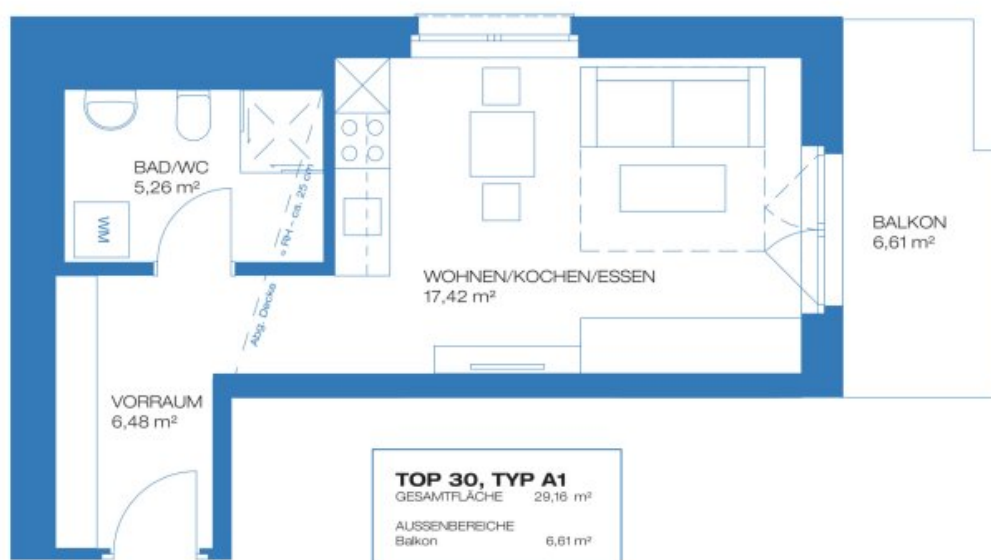 BAD/WC
5,26 m²
WM
Abg. Decke
= RH - ca. 25 cm
WOHNEN/KOCHEN/ESSEN
17,42 m²
BALKON
6,61 m²
VORRAUM
6,48 m²
TOP 30, TYP A1
GESAMTFLÄCHE 29,16 m²
AUSSENBEREICHE
Balkon 6,61 m²